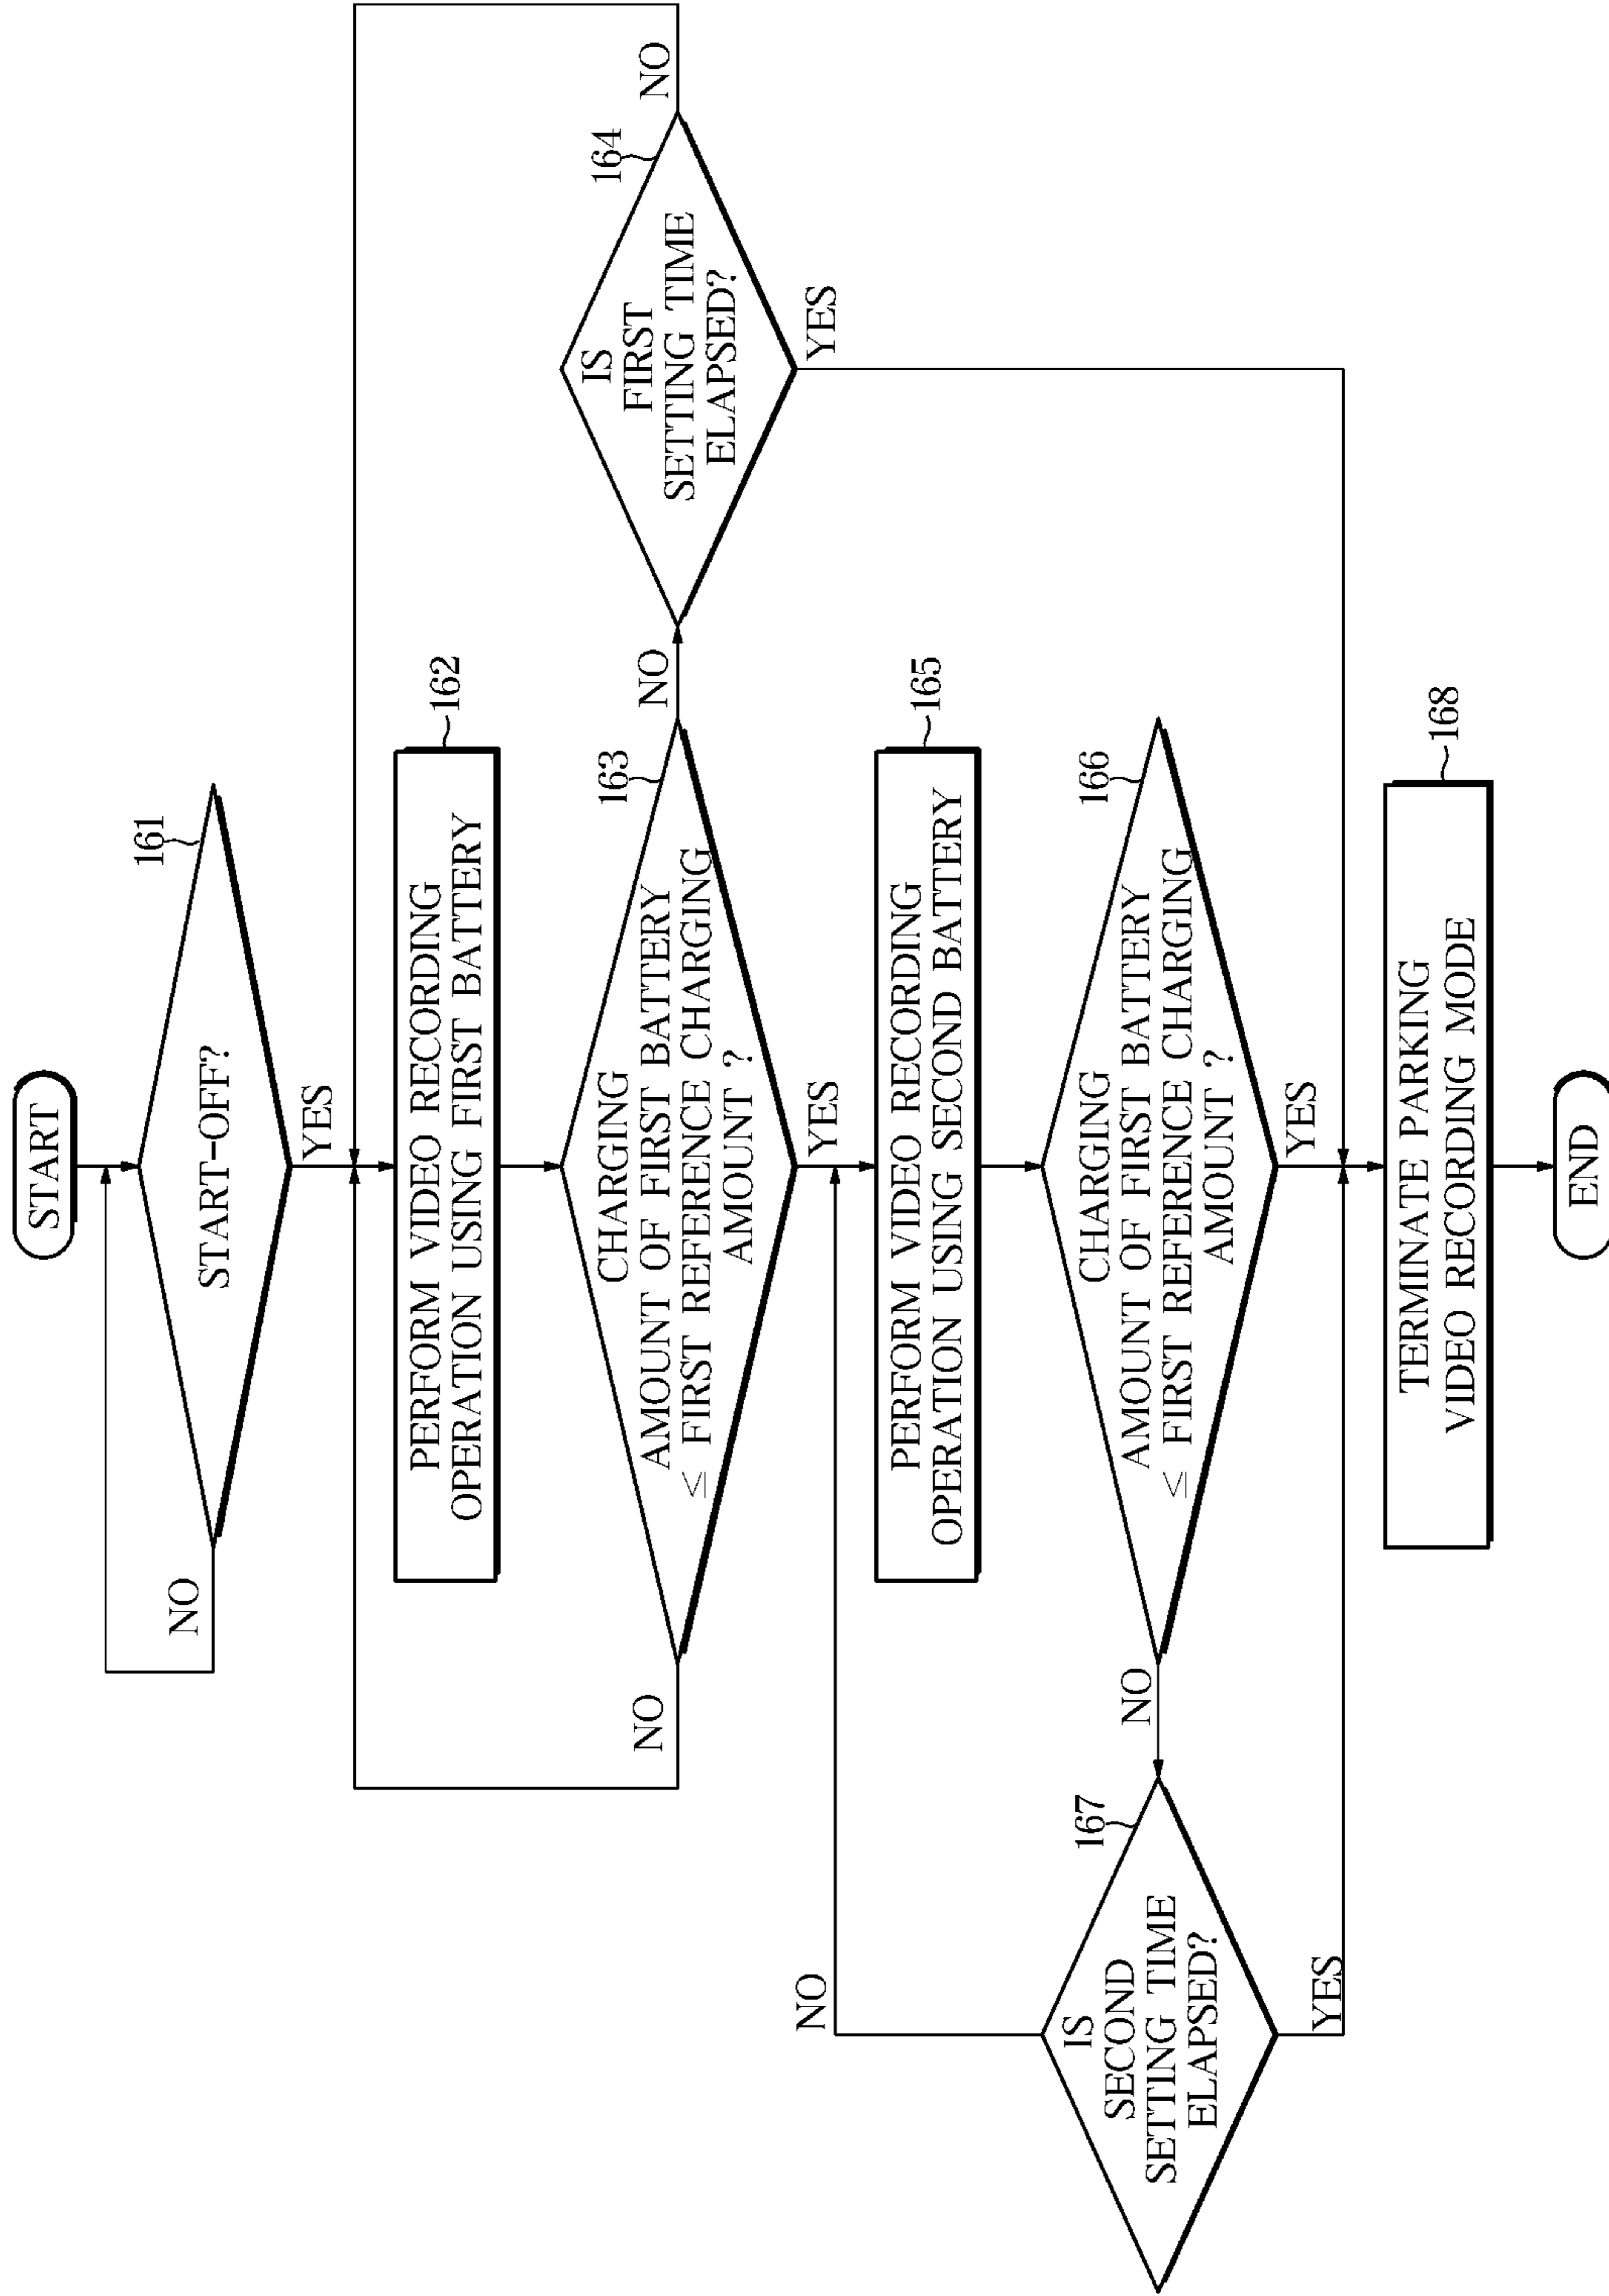 START
161
START-OFF?
NO
YES
PERFORM VIDEO RECORDING
OPERATION USING FIRST BATTERY
162
CHARGING
AMOUNT OF FIRST BATTERY
≤ FIRST REFERENCE CHARGING
AMOUNT ?
163
NO
NO
YES
IS
FIRST
SETTING TIME
ELAPSED?
164
NO
YES
PERFORM VIDEO RECORDING
OPERATION USING SECOND BATTERY
165
CHARGING
AMOUNT OF FIRST BATTERY
≤ FIRST REFERENCE CHARGING
AMOUNT ?
166
NO
YES
IS
SECOND
SETTING TIME
ELAPSED?
167
NO
YES
TERMINATE PARKING
VIDEO RECORDING MODE
168
END